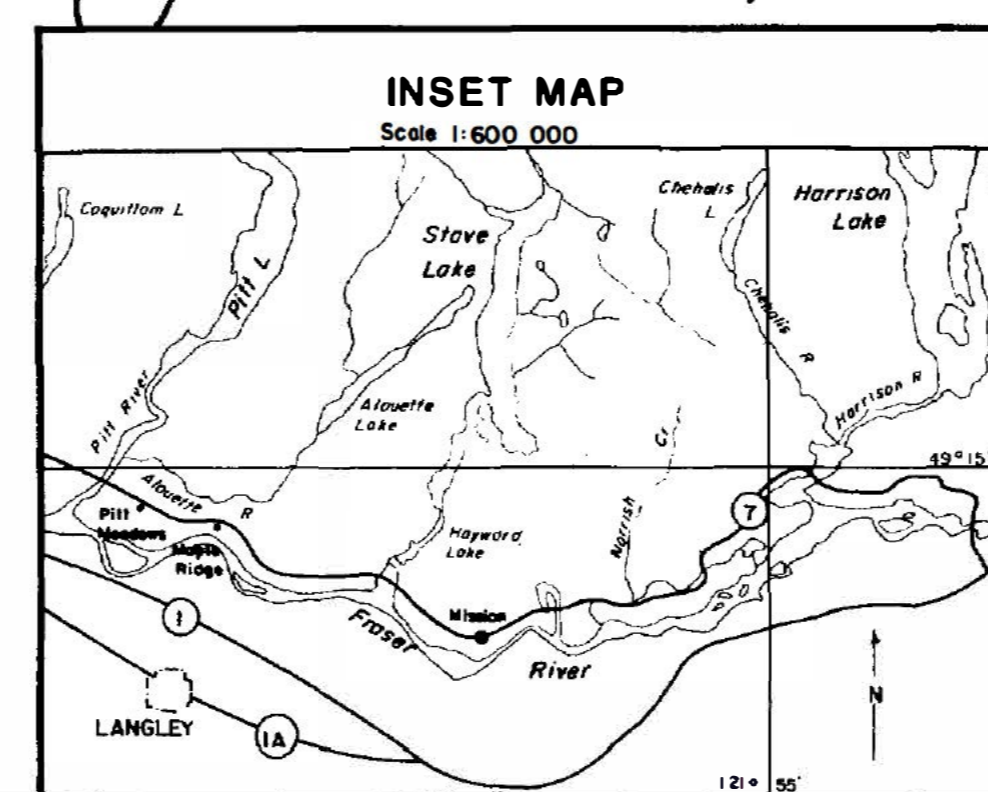 INSET MAP
Scale 1:600 000
Coquitlam L
Pitt L
Stave
Lake
Chehalis
L
Harrison
Lake
Chehalis R
Pitt River
Alouette
Lake
Harrison R
49° 15'
Alouette R
Pitt
Meadows
Maple
Ridge
Hayward
Lake
Norrish Cr
7
Mission
Fraser
River
1
LANGLEY
1A
N
121° 55'